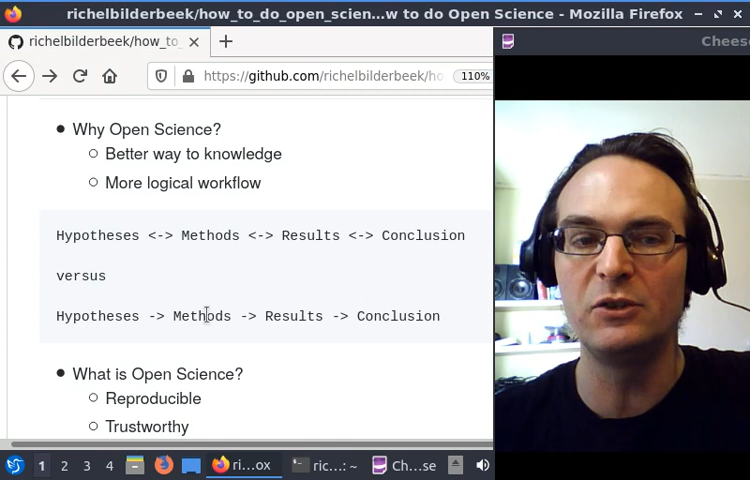 richelbilderbeek/how_to_do_open_scien...w to do Open Science - Mozilla Firefox
richelbilderbeek/how_to_
Cheese
https://github.com/richelbilderbeek/ho
110%
Why Open Science?
Better way to knowledge
More logical workflow
Hypotheses <-> Methods <-> Results <-> Conclusion
versus
Hypotheses -> Methods -> Results -> Conclusion
What is Open Science?
Reproducible
Trustworthy
1 2 3 4 ri...ox ric...: ~ Ch...se